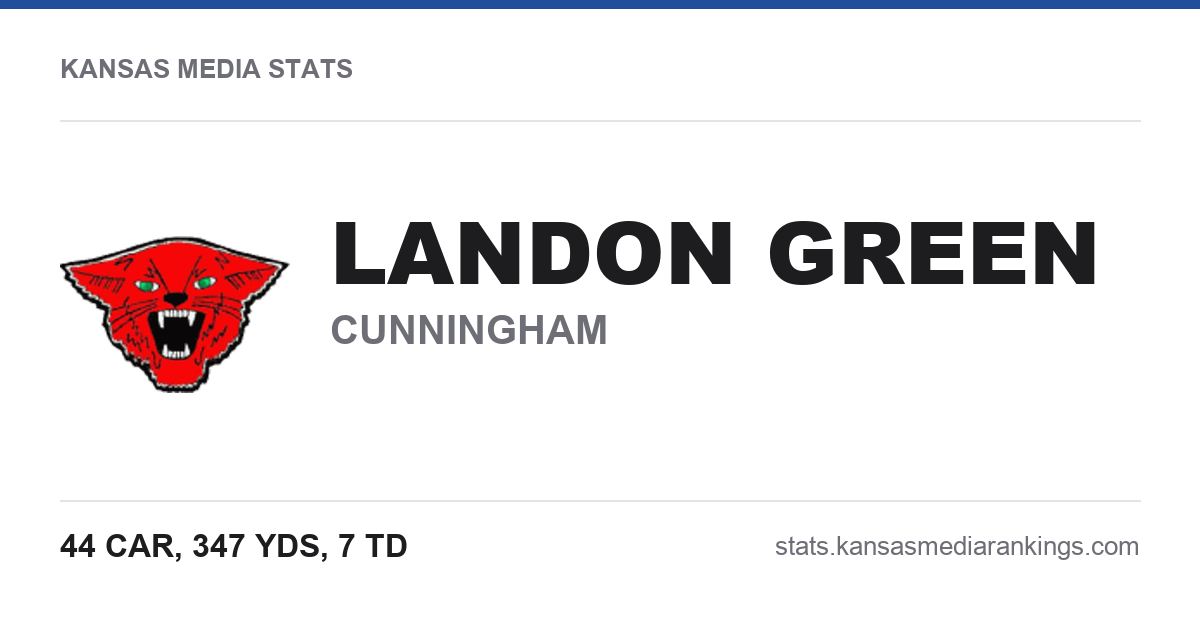 KANSAS MEDIA STATS
LANDON GREEN
CUNNINGHAM
44 CAR, 347 YDS, 7 TD
stats.kansasmediarankings.com